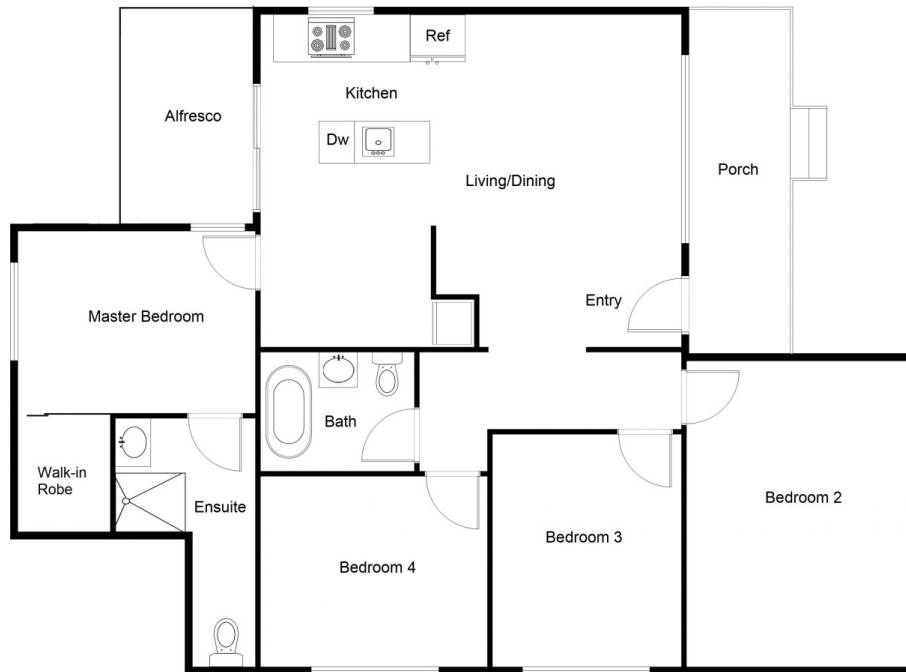 Ref
Kitchen
Alfresco
Dw
Porch
Living/Dining
Entry
Master Bedroom
Bath
Walk-in
Robe
Ensuite
Bedroom 2
Bedroom 3
Bedroom 4